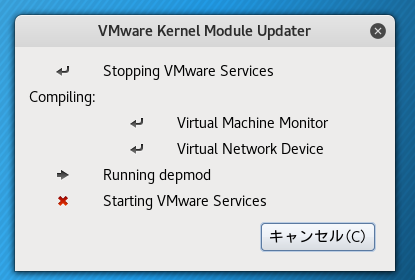 VMware Kernel Module Updater
Stopping VMware Services
Compiling:
Virtual Machine Monitor
Virtual Network Device
Running depmod
Starting VMware Services
キャンセル(C)